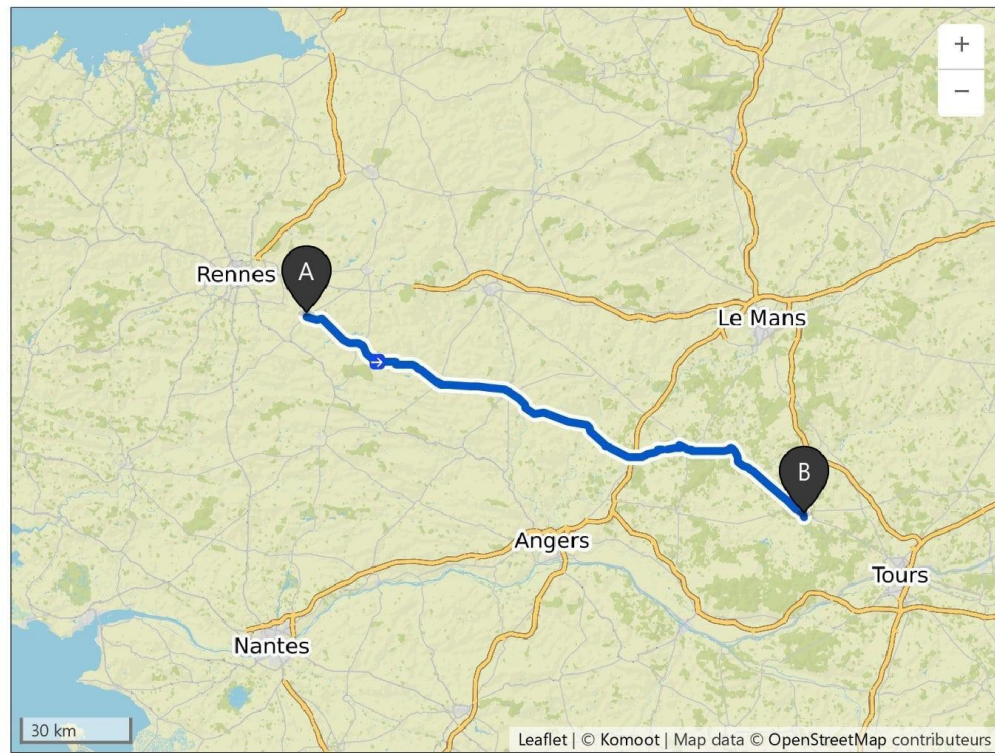 +
−
Rennes
A
Le Mans
B
Angers
Tours
Nantes
30 km
Leaflet | © Komoot | Map data © OpenStreetMap contributeurs